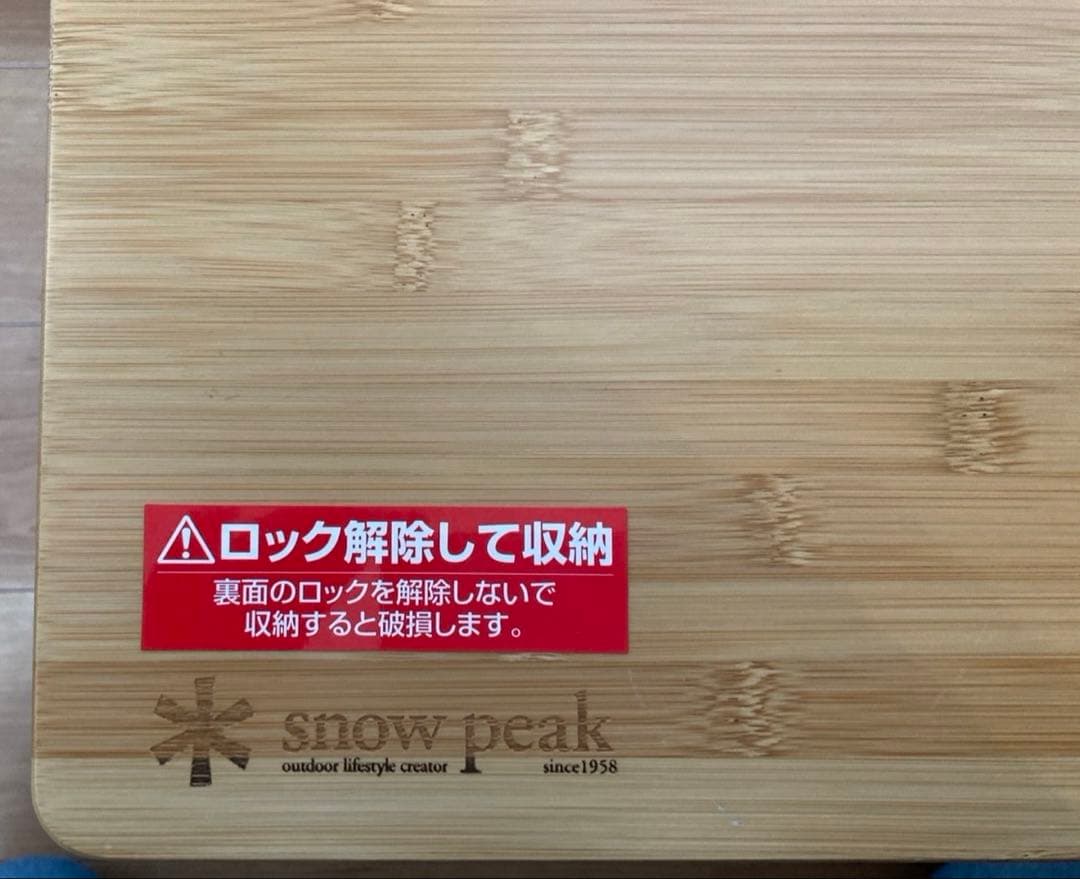 ⚠ロック解除して収納
裏面のロックを解除しないで
収納すると破損します。
snow peak
outdoor lifestyle creator since1958